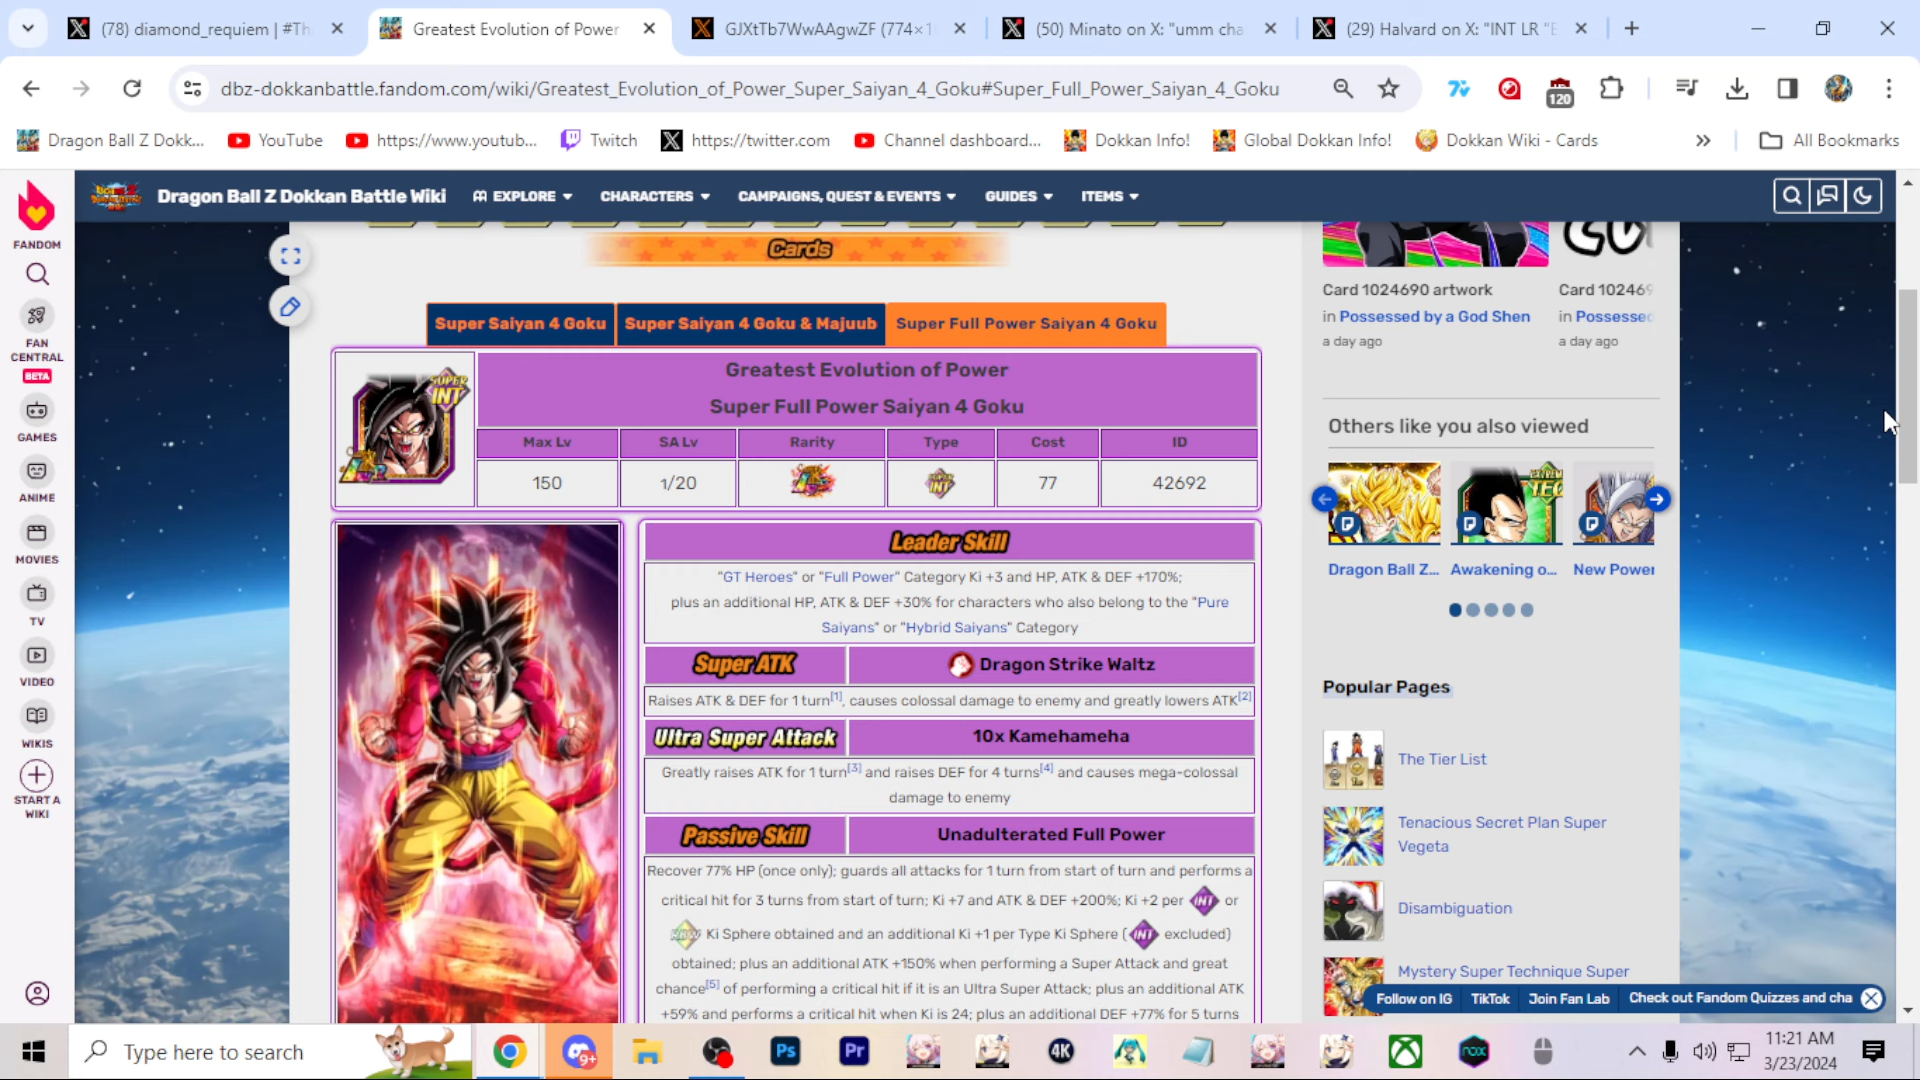 (78) diamond_requiem | #Th
Greatest Evolution of Power
GJXtTb7WwAAgwZF (774×1
(50) Minato on X: "umm cha
(29) Halvard on X: "INT LR "E
dbz-dokkanbattle.fandom.com/wiki/Greatest_Evolution_of_Power_Super_Saiyan_4_Goku#Super_Full_Power_Saiyan_4_Goku
120
Dragon Ball Z Dokk...
YouTube
https://www.youtub...
Twitch
https://twitter.com
Channel dashboard...
Dokkan Info!
Global Dokkan Info!
Dokkan Wiki - Cards
All Bookmarks
Dragon Ball Z Dokkan Battle Wiki
EXPLORE
CHARACTERS
CAMPAIGNS, QUEST & EVENTS
GUIDES
ITEMS
FANDOM
FAN CENTRAL
BETA
GAMES
ANIME
MOVIES
TV
VIDEO
WIKIS
START A WIKI
Cards
Super Saiyan 4 Goku
Super Saiyan 4 Goku & Majuub
Super Full Power Saiyan 4 Goku
SUPER INT
LR
Greatest Evolution of Power
Super Full Power Saiyan 4 Goku
Max Lv
SA Lv
Rarity
Type
Cost
ID
150
1/20
LR
INT
77
42692
Leader Skill
"GT Heroes" or "Full Power" Category Ki +3 and HP, ATK & DEF +170%;
plus an additional HP, ATK & DEF +30% for characters who also belong to the "Pure
Saiyans" or "Hybrid Saiyans" Category
Super ATK
Dragon Strike Waltz
Raises ATK & DEF for 1 turn[1], causes colossal damage to enemy and greatly lowers ATK[2]
Ultra Super Attack
10x Kamehameha
Greatly raises ATK for 1 turn[3] and raises DEF for 4 turns[4] and causes mega-colossal
damage to enemy
Passive Skill
Unadulterated Full Power
Recover 77% HP (once only); guards all attacks for 1 turn from start of turn and performs a
critical hit for 3 turns from start of turn; Ki +7 and ATK & DEF +200%; Ki +2 per INT or
Ki Sphere obtained and an additional Ki +1 per Type Ki Sphere (INT excluded)
obtained; plus an additional ATK +150% when performing a Super Attack and great
chance[5] of performing a critical hit if it is an Ultra Super Attack; plus an additional ATK
+59% and performs a critical hit when Ki is 24; plus an additional DEF +77% for 5 turns
Card 1024690 artwork
in Possessed by a God Shen
a day ago
Card 102469
in Possessed
a day ago
Others like you also viewed
Dragon Ball Z...
Awakening o...
New Power
Popular Pages
The Tier List
Tenacious Secret Plan Super
Vegeta
Disambiguation
Mystery Super Technique Super
Follow on IG
TikTok
Join Fan Lab
Check out Fandom Quizzes and cha
Type here to search
9+
Ps
Pr
4K
nox
11:21 AM
3/23/2024